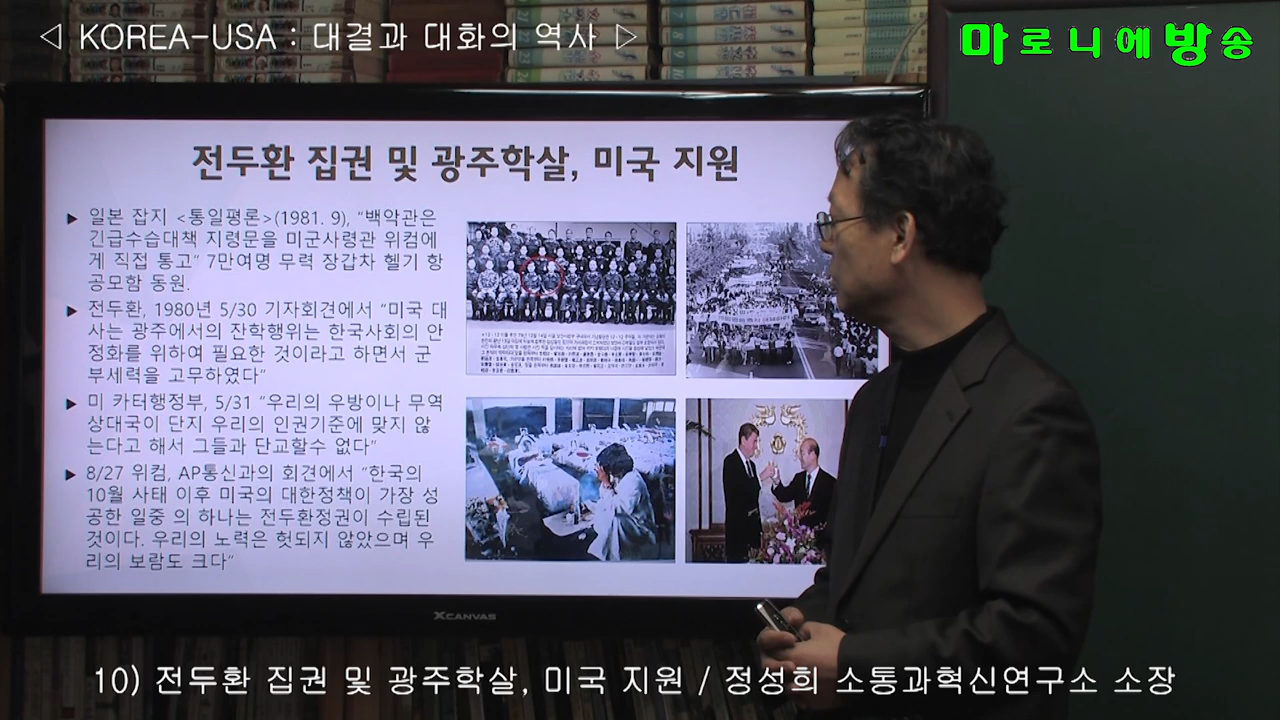 ◁ KOREA-USA : 대결과 대화의 역사 ▷
마로니에방송
전두환 집권 및 광주학살, 미국 지원
▶ 일본 잡지 <통일평론>(1981. 9), "백악관은
긴급수습대책 지령문을 미군사령관 위컴에
게 직접 통고" 7만여명 무력 장갑차 헬기 항
공모함 동원.
▶ 전두환, 1980년 5/30 기자회견에서 "미국 대
사는 광주에서의 잔학행위는 한국사회의 안
정화를 위하여 필요한 것이라고 하면서 군
부세력을 고무하였다"
▶ 미 카터행정부, 5/31 "우리의 우방이나 무역
상대국이 단지 우리의 인권기준에 맞지 않
는다고 해서 그들과 단교할수 없다"
▶ 8/27 위컴, AP통신과의 회견에서 "한국의
10월 사태 이후 미국의 대한정책이 가장 성
공한 일중 의 하나는 전두환정권이 수립된
것이다. 우리의 노력은 헛되지 않았으며 우
리의 보람도 크다"
XCANVAS
10) 전두환 집권 및 광주학살, 미국 지원 / 정성희 소통과혁신연구소 소장